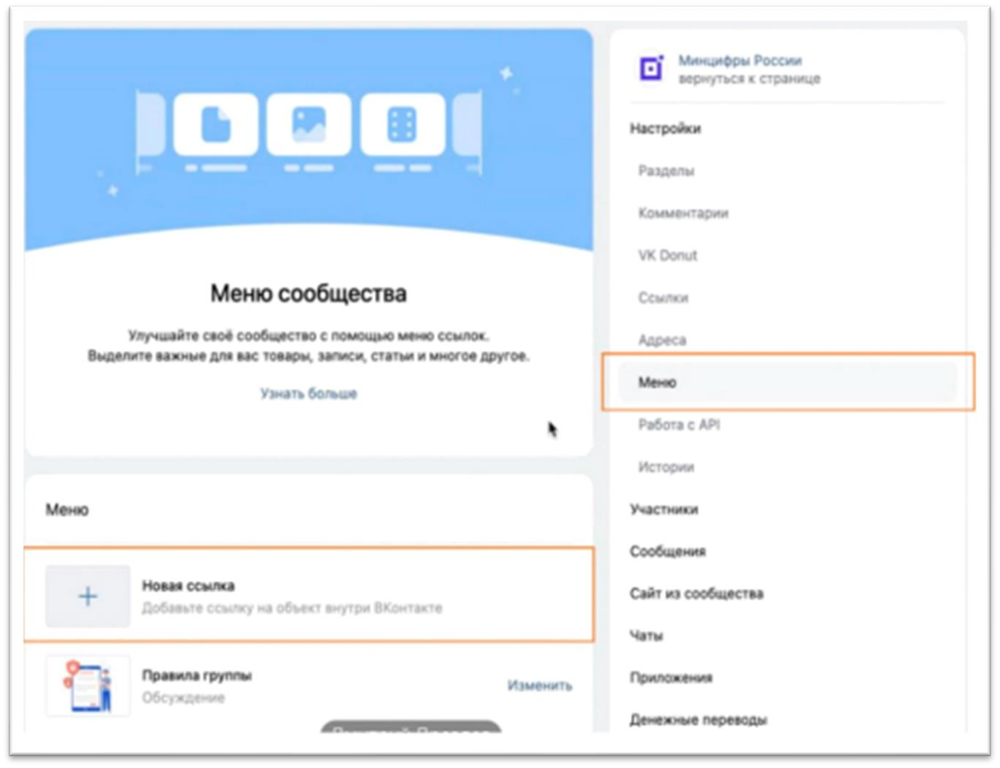 Меню сообщества
Улучшайте своё сообщество с помощью меню ссылок.
Выделите важные для вас товары, записи, статьи и многое другое.
Узнать больше
Меню
Новая ссылка
Добавьте ссылку на объект внутри ВКонтакте
Правила группы
Обсуждение
Изменить
Минцифры России
вернуться к странице
Настройки
Разделы
Комментарии
VK Donut
Ссылки
Адреса
Меню
Работа с API
Истории
Участники
Сообщения
Сайт из сообщества
Чаты
Приложения
Денежные переводы